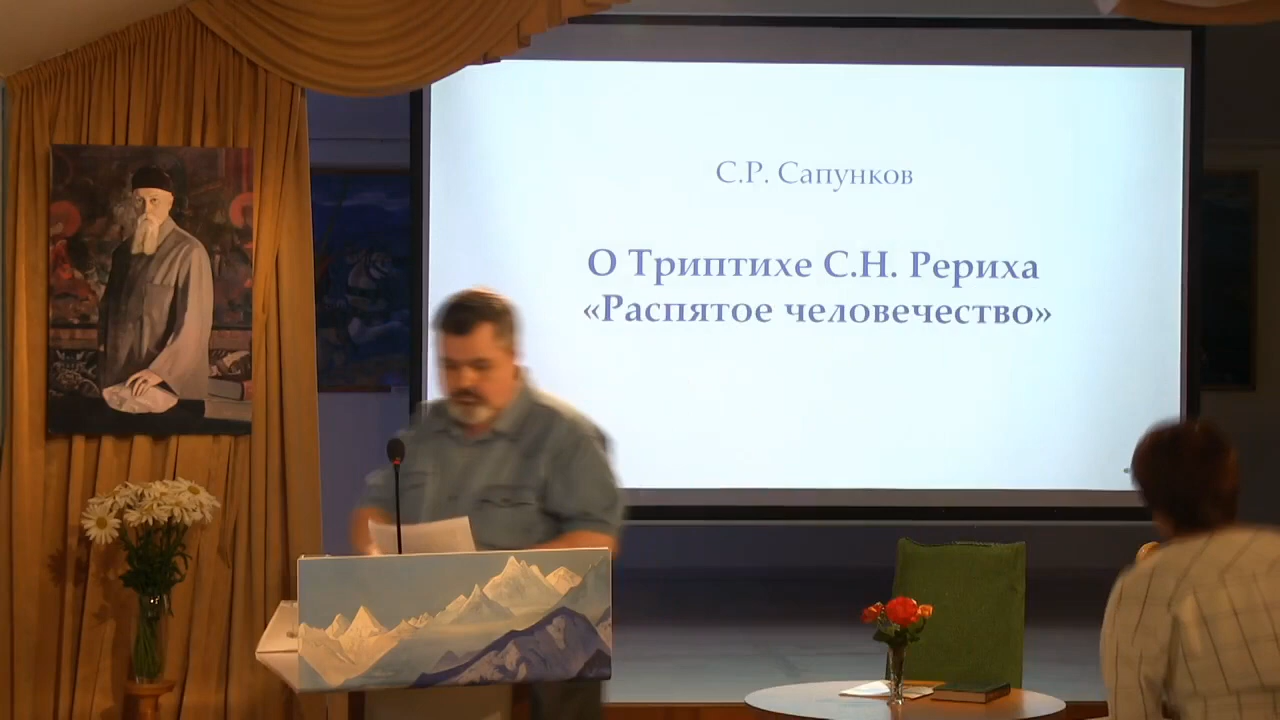 С.Р. Сапунков
О Триптихе С.Н. Рериха
«Распятое человечество»